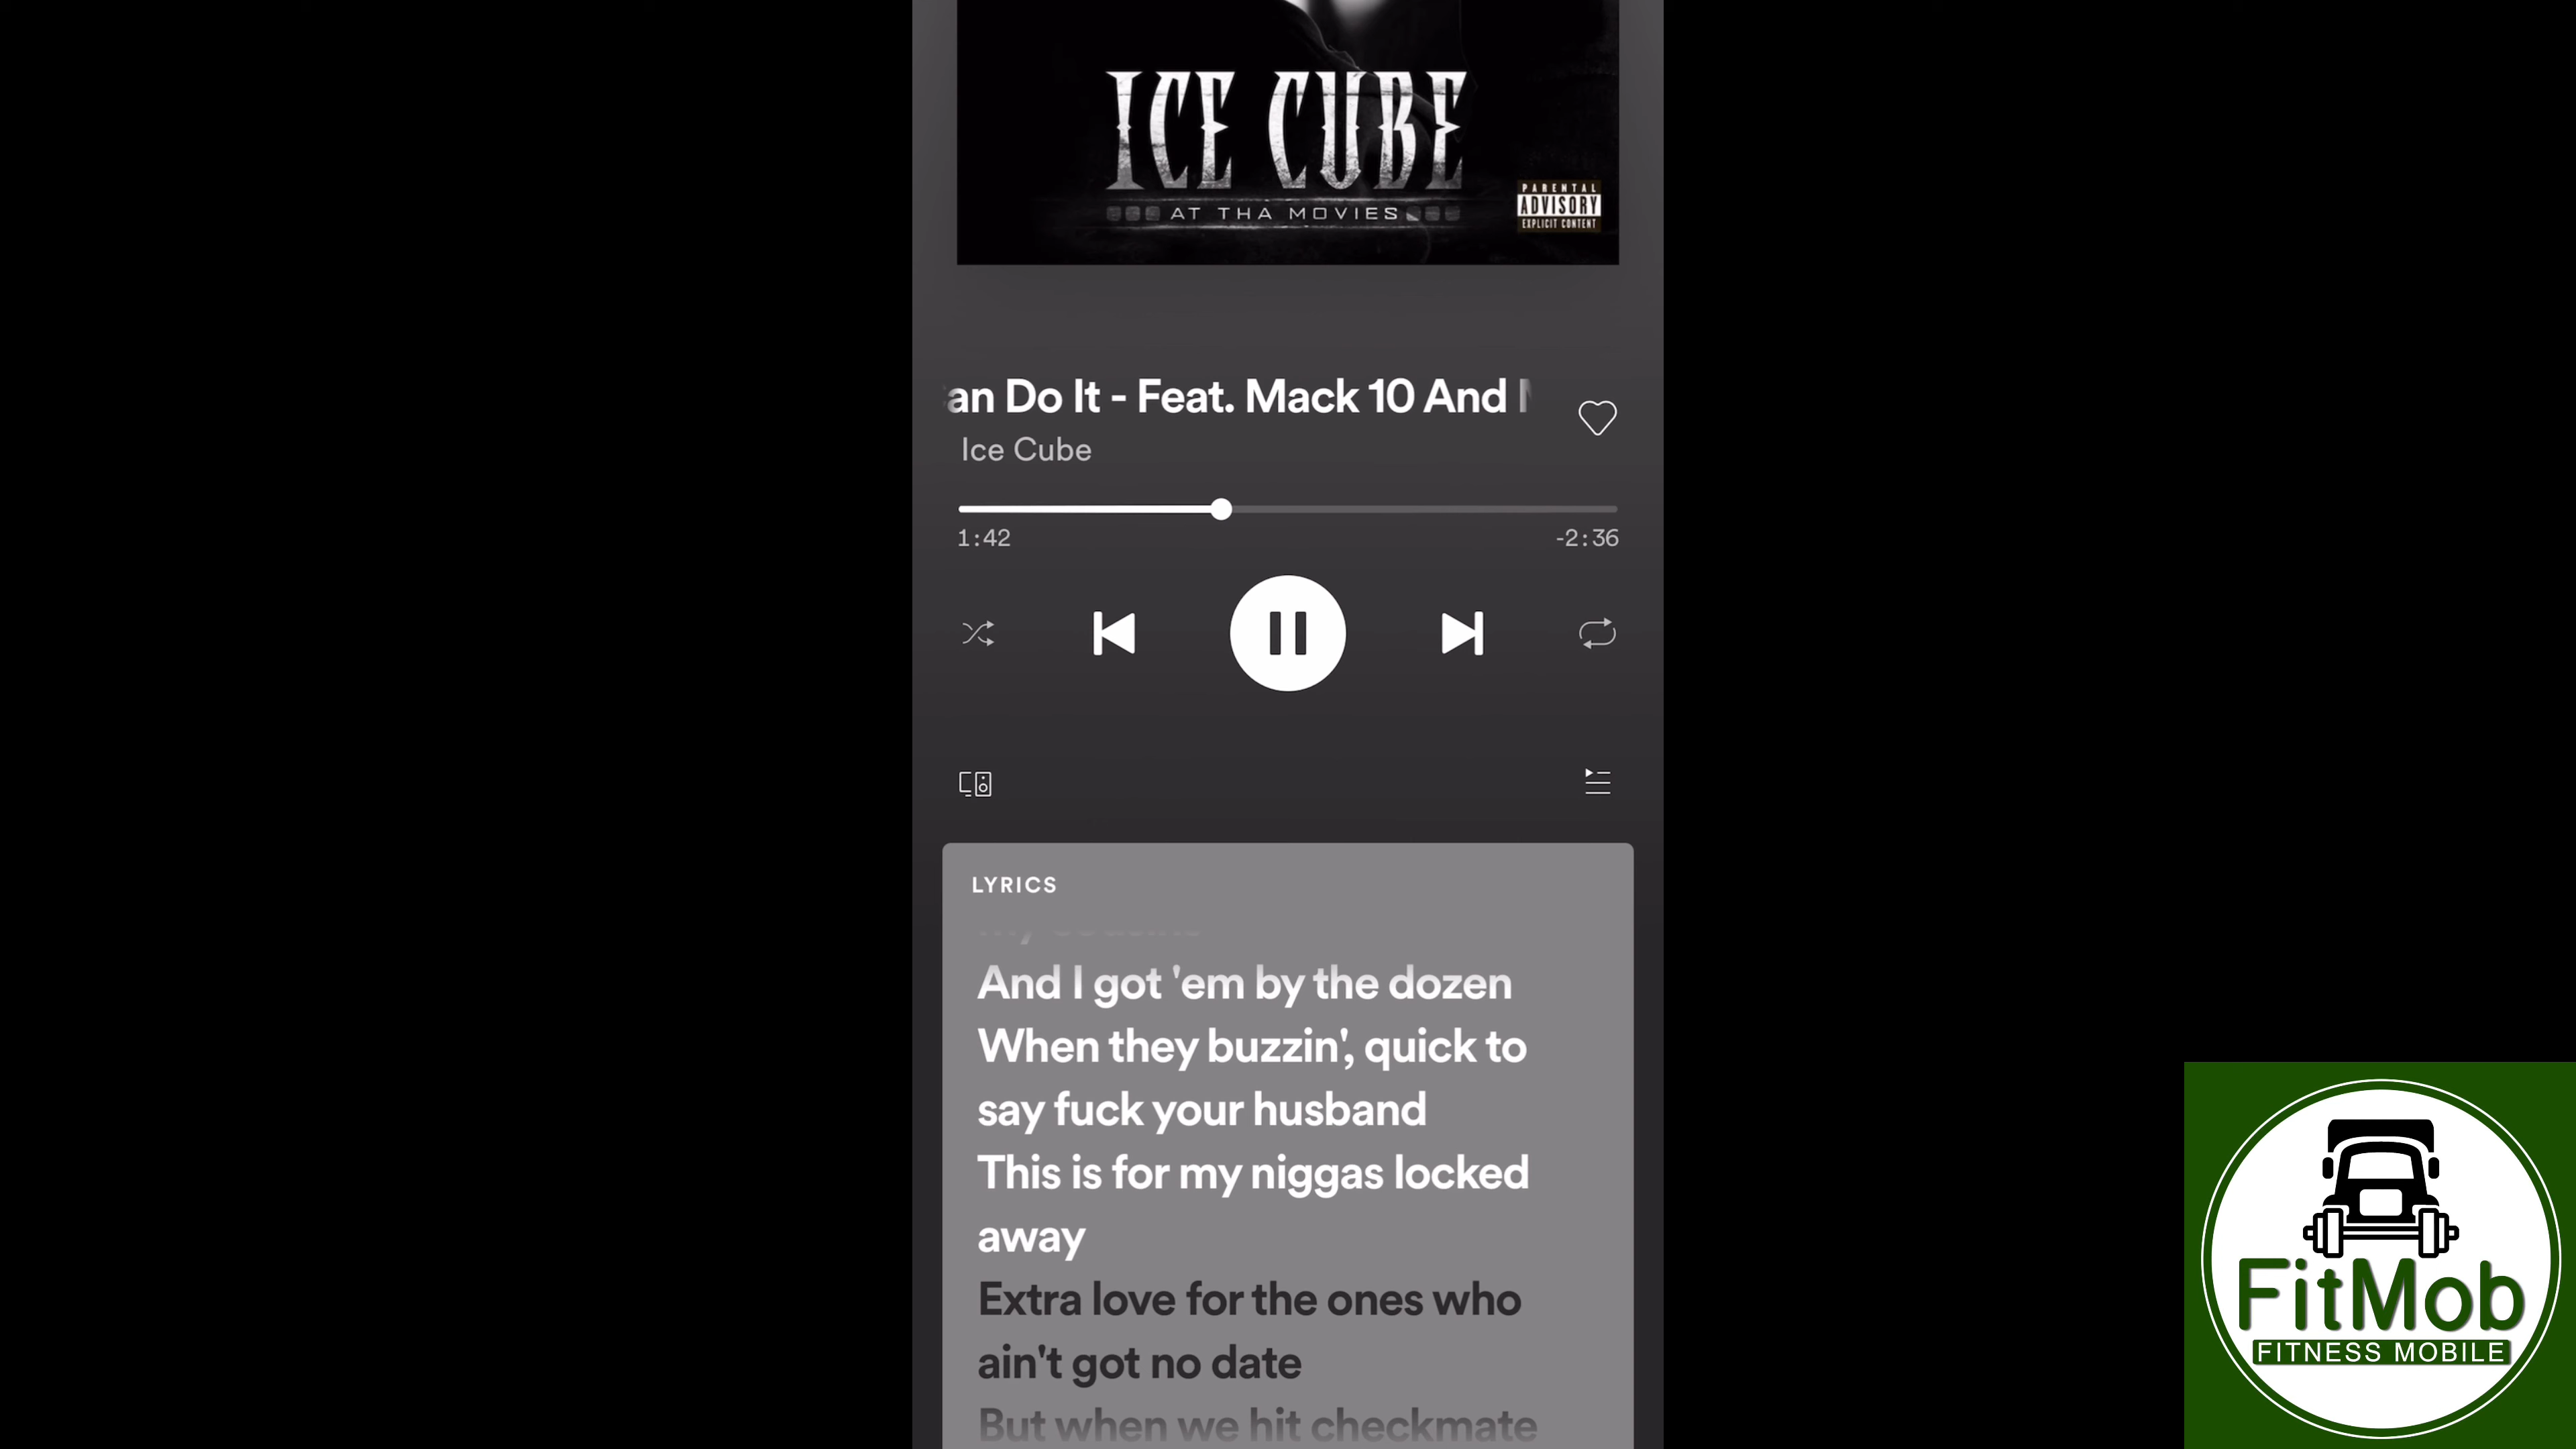 ICE CUBE
AT THA MOVIES
PARENTAL
ADVISORY
EXPLICIT CONTENT
an Do It - Feat. Mack 10 And
Ice Cube
1:42
-2:36
LYRICS
And I got 'em by the dozen
When they buzzin', quick to
say fuck your husband
This is for my niggas locked
away
Extra love for the ones who
ain't got no date
But when we hit checkmate
FitMob
FITNESS MOBILE